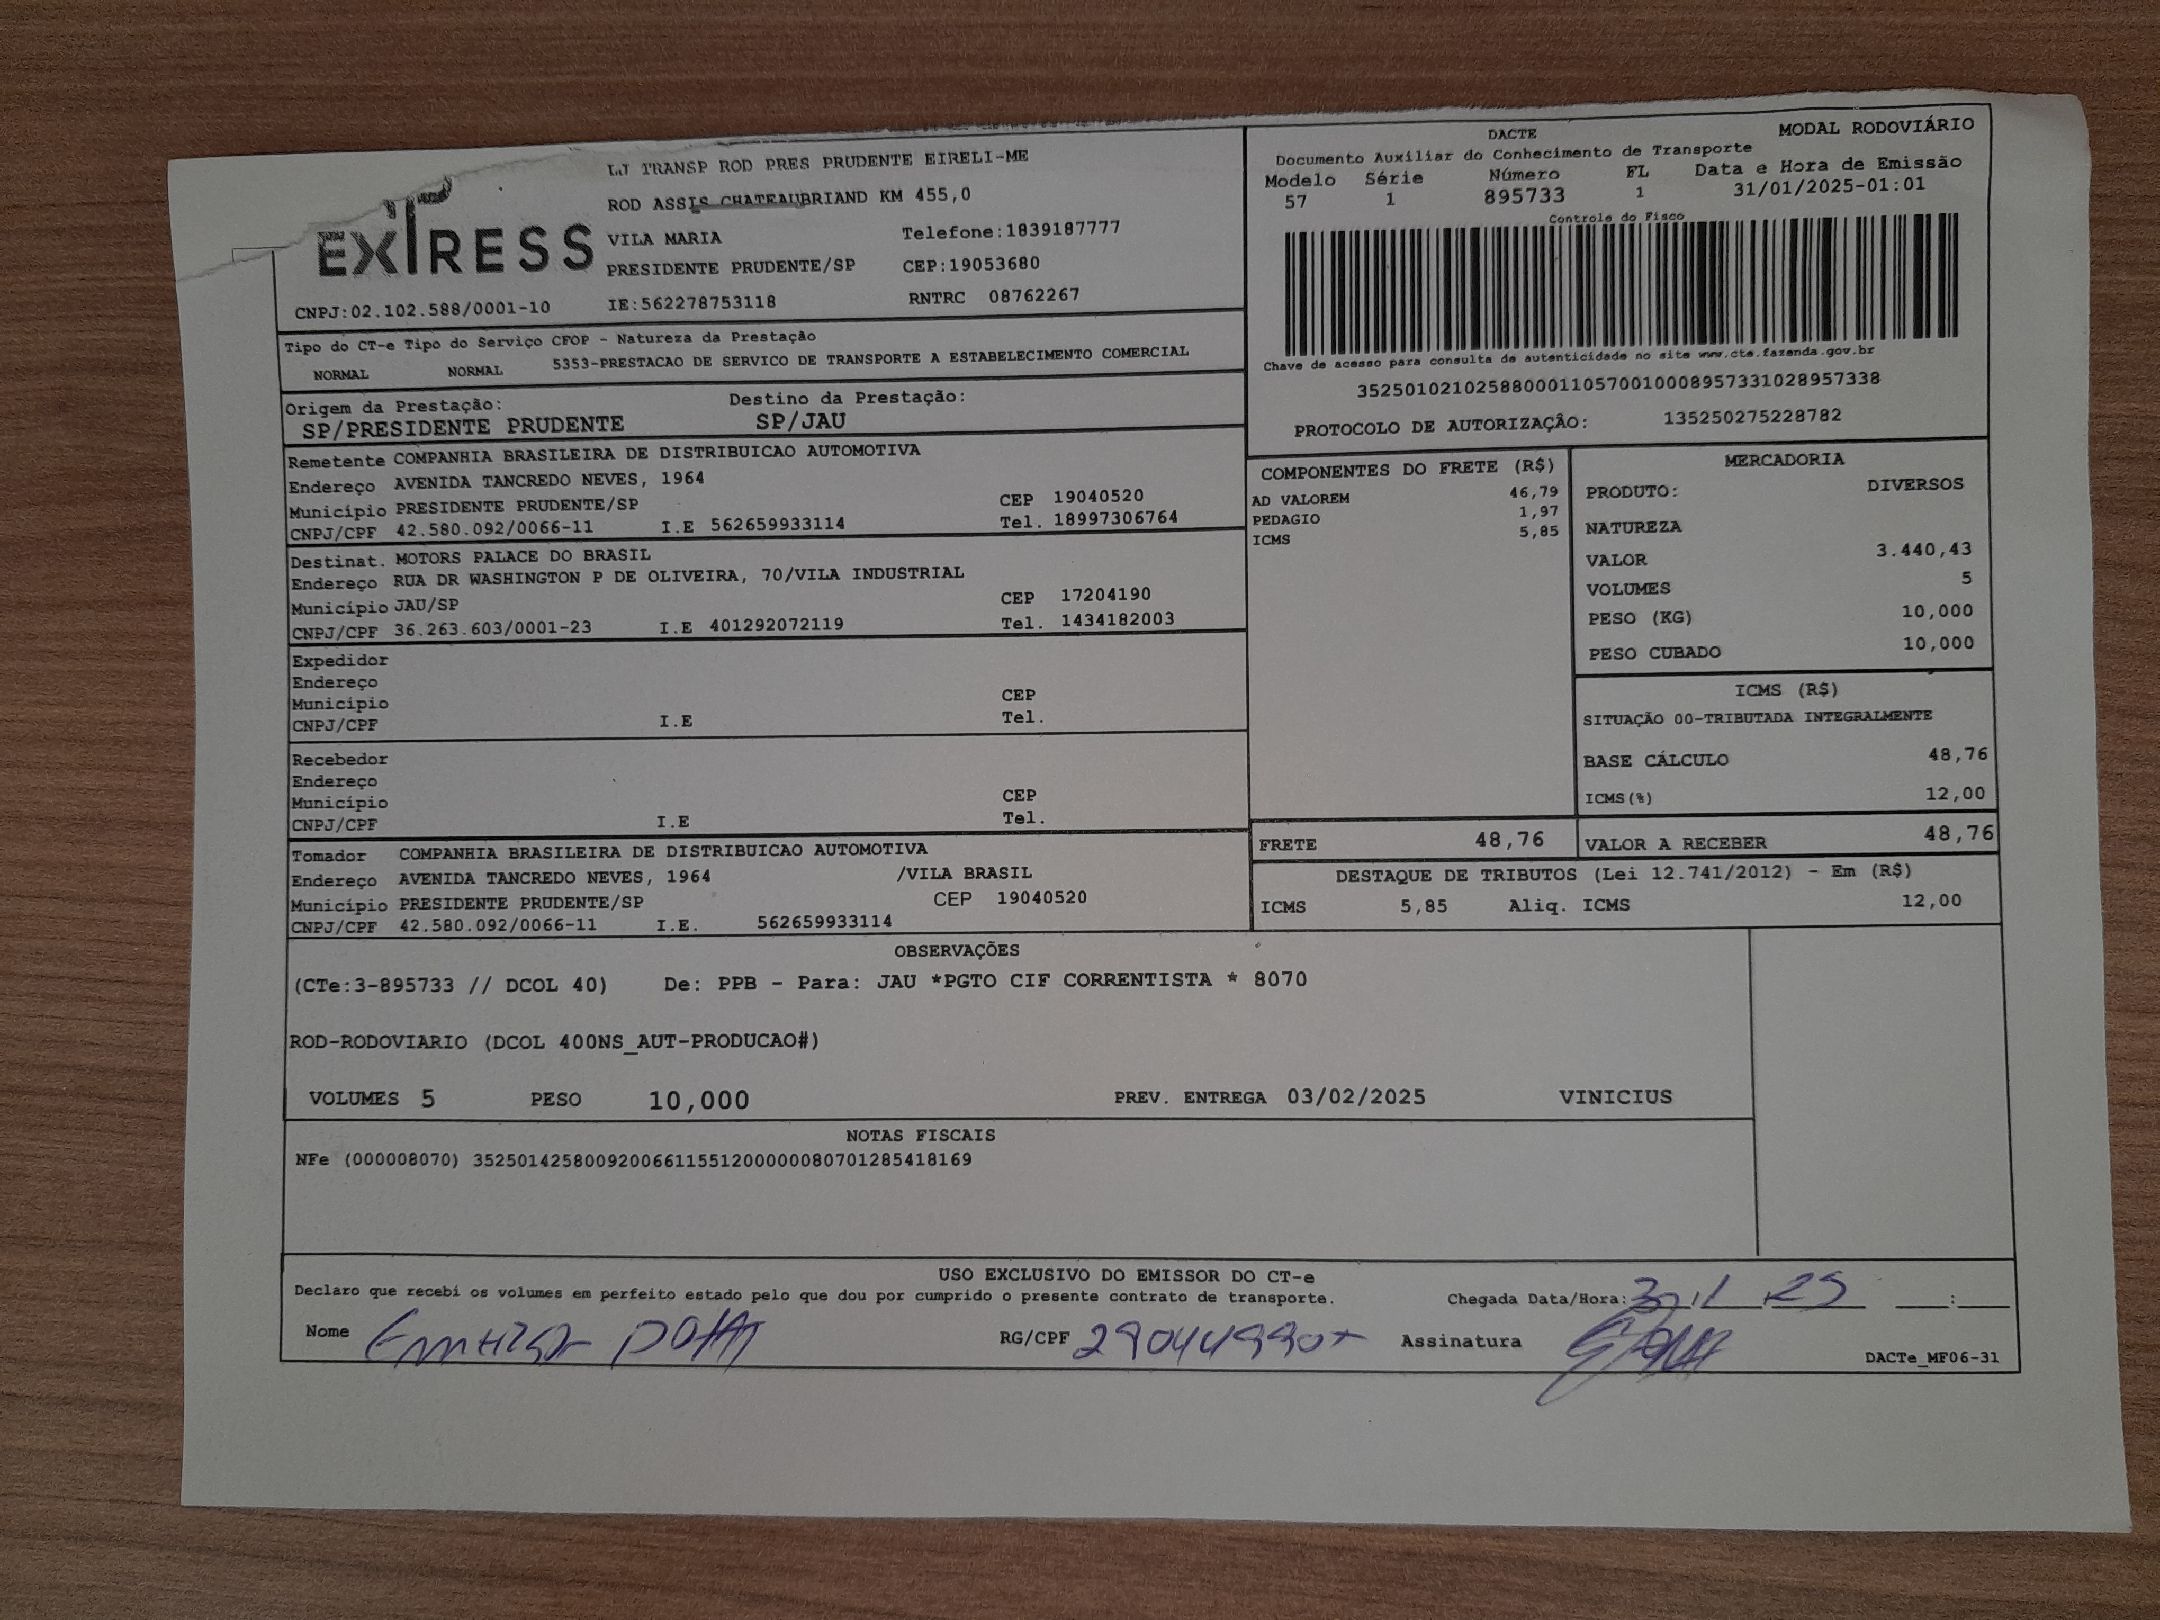 LJ TRANSP ROD PRES PRUDENTE EIRELI-ME
ROD ASSIS CHATEAUBRIAND KM 455,0
VILA MARIA Telefone:1839187777
PRESIDENTE PRUDENTE/SP CEP:19053680
CNPJ:02.102.588/0001-10 IE:562278753118 RNTRC 08762267
DACTE MODAL RODOVIÁRIO
Documento Auxiliar do Conhecimento de Transporte
Modelo Série Número FL Data e Hora de Emissão
57 1 895733 1 31/01/2025-01:01
Controle do Fisco
Chave de acesso para consulta de autenticidade no site www.cte.fazenda.gov.br
35250102102588000110570010008957331028957338
PROTOCOLO DE AUTORIZAÇÂO: 135250275228782
Tipo do CT-e Tipo do Serviço CFOP - Natureza da Prestação
NORMAL NORMAL 5353-PRESTACAO DE SERVICO DE TRANSPORTE A ESTABELECIMENTO COMERCIAL
Origem da Prestação: Destino da Prestação:
SP/PRESIDENTE PRUDENTE SP/JAU
Remetente COMPANHIA BRASILEIRA DE DISTRIBUICAO AUTOMOTIVA
Endereço AVENIDA TANCREDO NEVES, 1964
Município PRESIDENTE PRUDENTE/SP CEP 19040520
CNPJ/CPF 42.580.092/0066-11 I.E 562659933114 Tel. 18997306764
Destinat. MOTORS PALACE DO BRASIL
Endereço RUA DR WASHINGTON P DE OLIVEIRA, 70/VILA INDUSTRIAL
Município JAU/SP CEP 17204190
CNPJ/CPF 36.263.603/0001-23 I.E 401292072119 Tel. 1434182003
Expedidor
Endereço
Município CEP
CNPJ/CPF I.E Tel.
Recebedor
Endereço
Município CEP
CNPJ/CPF I.E Tel.
Tomador COMPANHIA BRASILEIRA DE DISTRIBUICAO AUTOMOTIVA
Endereço AVENIDA TANCREDO NEVES, 1964 /VILA BRASIL
Município PRESIDENTE PRUDENTE/SP CEP 19040520
CNPJ/CPF 42.580.092/0066-11 I.E. 562659933114
COMPONENTES DO FRETE (R$)
AD VALOREM 46,79
PEDAGIO 1,97
ICMS 5,85
MERCADORIA
PRODUTO: DIVERSOS
NATUREZA
VALOR 3.440,43
VOLUMES 5
PESO (KG) 10,000
PESO CUBADO 10,000
ICMS (R$)
SITUAÇÃO 00-TRIBUTADA INTEGRALMENTE
BASE CÁLCULO 48,76
ICMS(%) 12,00
FRETE 48,76 VALOR A RECEBER 48,76
DESTAQUE DE TRIBUTOS (Lei 12.741/2012) - Em (R$)
ICMS 5,85 Aliq. ICMS 12,00
OBSERVAÇÕES
(CTe:3-895733 // DCOL 40) De: PPB - Para: JAU *PGTO CIF CORRENTISTA * 8070
ROD-RODOVIARIO (DCOL 400NS_AUT-PRODUCAO#)
VOLUMES 5 PESO 10,000 PREV. ENTREGA 03/02/2025 VINICIUS
NOTAS FISCAIS
NFe (000008070) 35250142580092006611551200000080701285418169
USO EXCLUSIVO DO EMISSOR DO CT-e
Declaro que recebi os volumes em perfeito estado pelo que dou por cumprido o presente contrato de transporte. Chegada Data/Hora:
Nome RG/CPF Assinatura
DACTe_MF06-31